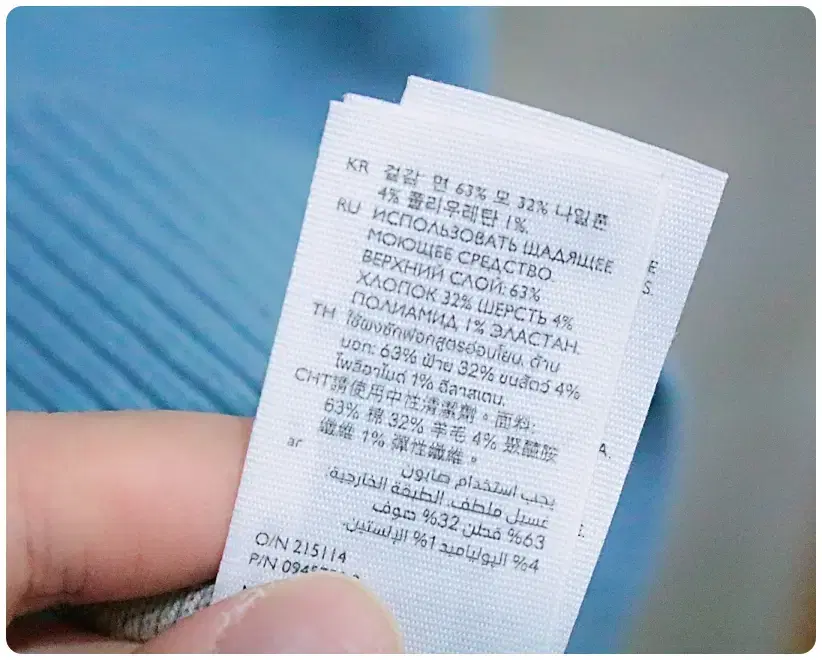 KR 겉감 면 63% 모 32% 나일론
4% 폴리우레탄 1%.
RU ИСПОЛЬЗОВАТЬ ЩАДЯЩЕЕ
МОЮЩЕЕ СРЕДСТВО.
ВЕРХНИЙ СЛОЙ: 63%
ХЛОПОК 32% ШЕРСТЬ 4%
ПОЛИАМИД 1% ЭЛАСТАН.
TH ใช้ผงซักฟอกสูตรอ่อนโยน. ด้าน
นอก: 63% ฝ้าย 32% ขนสัตว์ 4%
โพลีอาไมด์ 1% อีลาสเตน.
CHT請使用中性清潔劑。面料:
63% 棉 32% 羊毛 4% 聚醯胺
纖維 1% 彈性纖維。
ar
يجب استخدام صابون
غسيل ملطف. الطبقة الخارجية:
63% قطن 32% صوف
4% البولياميد 1% الإلستين.
O/N 215114
P/N
E
S.
A.
E.